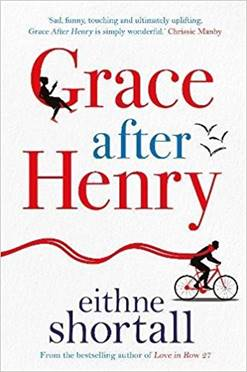 ‘Sad, funny, touching and ultimately uplifting.
Grace After Henry is simply wonderful.’ Chrissie Manby
Grace
after
Henry
eithne
shortall
From the bestselling author of Love in Row 27